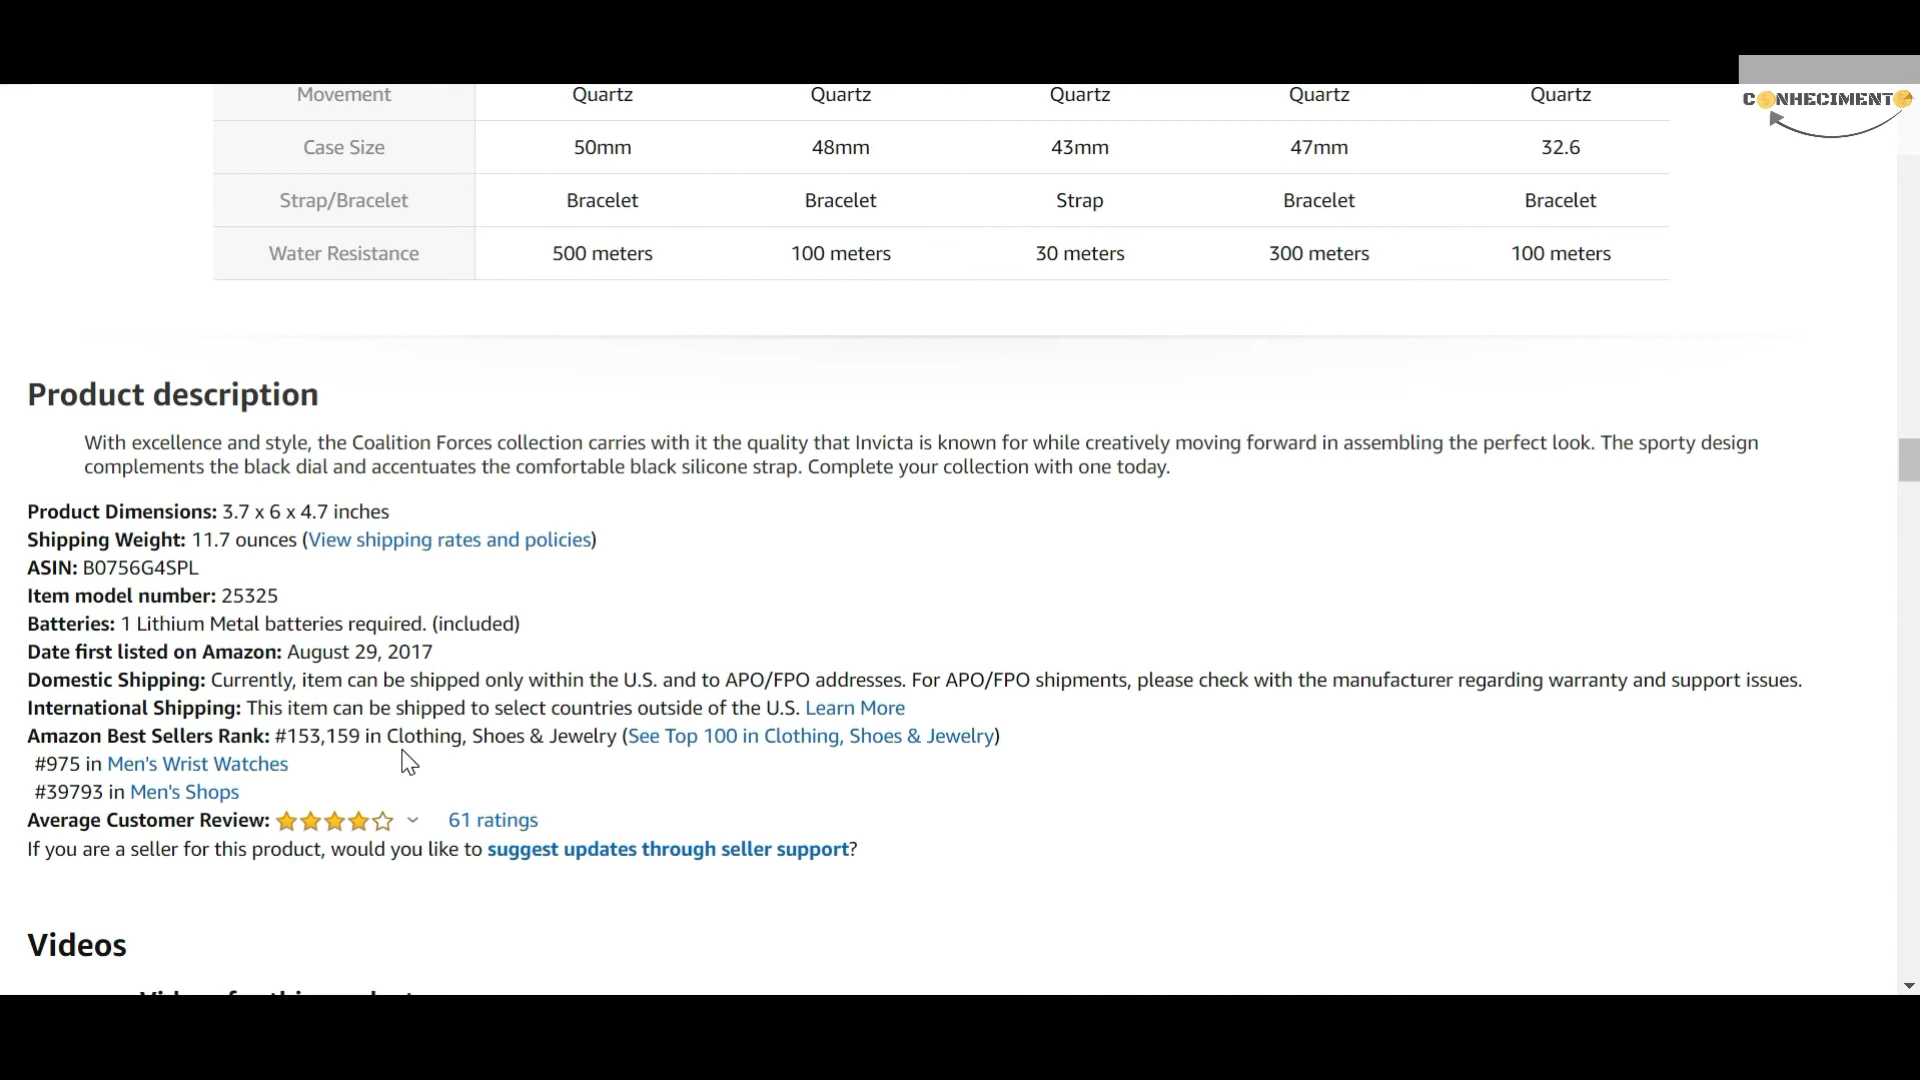 Movement Quartz Quartz Quartz Quartz Quartz
CONHECIMENTO
Case Size 50mm 48mm 43mm 47mm 32.6
Strap/Bracelet Bracelet Bracelet Strap Bracelet Bracelet
Water Resistance 500 meters 100 meters 30 meters 300 meters 100 meters
Product description
With excellence and style, the Coalition Forces collection carries with it the quality that Invicta is known for while creatively moving forward in assembling the perfect look. The sporty design
complements the black dial and accentuates the comfortable black silicone strap. Complete your collection with one today.
Product Dimensions: 3.7 x 6 x 4.7 inches
Shipping Weight: 11.7 ounces (View shipping rates and policies)
ASIN: B0756G4SPL
Item model number: 25325
Batteries: 1 Lithium Metal batteries required. (included)
Date first listed on Amazon: August 29, 2017
Domestic Shipping: Currently, item can be shipped only within the U.S. and to APO/FPO addresses. For APO/FPO shipments, please check with the manufacturer regarding warranty and support issues.
International Shipping: This item can be shipped to select countries outside of the U.S. Learn More
Amazon Best Sellers Rank: #153,159 in Clothing, Shoes & Jewelry (See Top 100 in Clothing, Shoes & Jewelry)
#975 in Men's Wrist Watches
#39793 in Men's Shops
Average Customer Review: 61 ratings
If you are a seller for this product, would you like to suggest updates through seller support?
Videos